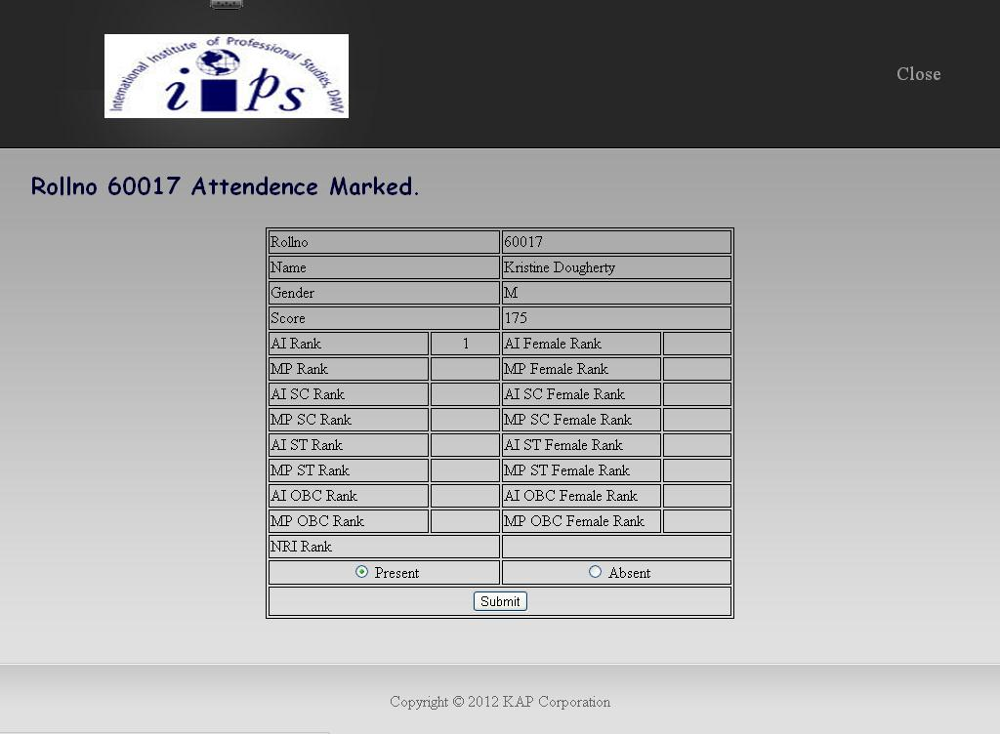 International Institute of Professional Studies, DAVV
i ps
Close
Rollno 60017 Attendence Marked.
Rollno 60017
Name Kristine Dougherty
Gender M
Score 175
AI Rank 1 AI Female Rank
MP Rank MP Female Rank
AI SC Rank AI SC Female Rank
MP SC Rank MP SC Female Rank
AI ST Rank AI ST Female Rank
MP ST Rank MP ST Female Rank
AI OBC Rank AI OBC Female Rank
MP OBC Rank MP OBC Female Rank
NRI Rank
Present Absent
Submit
Copyright © 2012 KAP Corporation